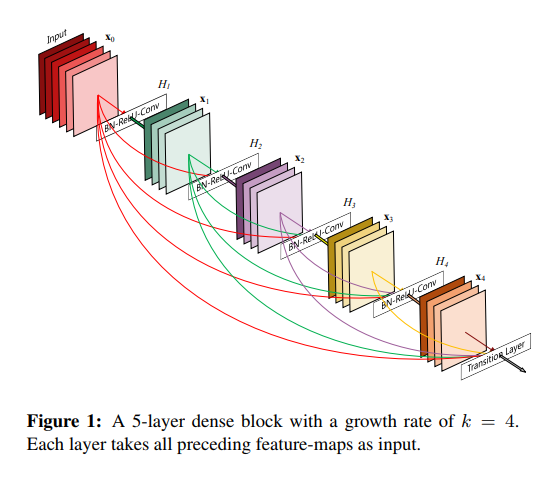 Input
x0
H1
BN-ReLU-Conv
x1
H2
BN-ReLU-Conv
x2
H3
BN-ReLU-Conv
x3
H4
BN-ReLU-Conv
x4
Transition Layer
Figure 1: A 5-layer dense block with a growth rate of k = 4.
Each layer takes all preceding feature-maps as input.